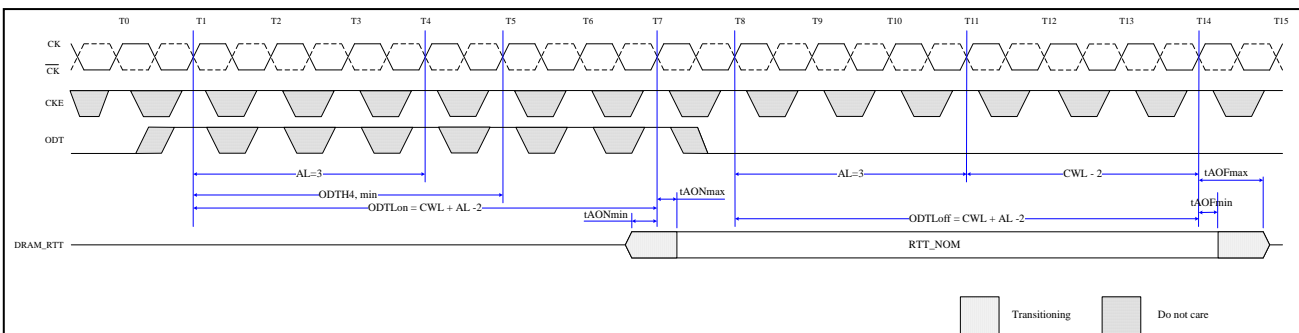 T0 T1 T2 T3 T4 T5 T6 T7 T8 T9 T10 T11 T12 T13 T14 T15
CK
CK
CKE
ODT
AL=3 AL=3 CWL - 2 tAOFmax
ODTH4, min tAONmax
ODTLon = CWL + AL -2 tAOFmin
tAONmin ODTLoff = CWL + AL -2
DRAM_RTT RTT_NOM
Transitioning Do not care